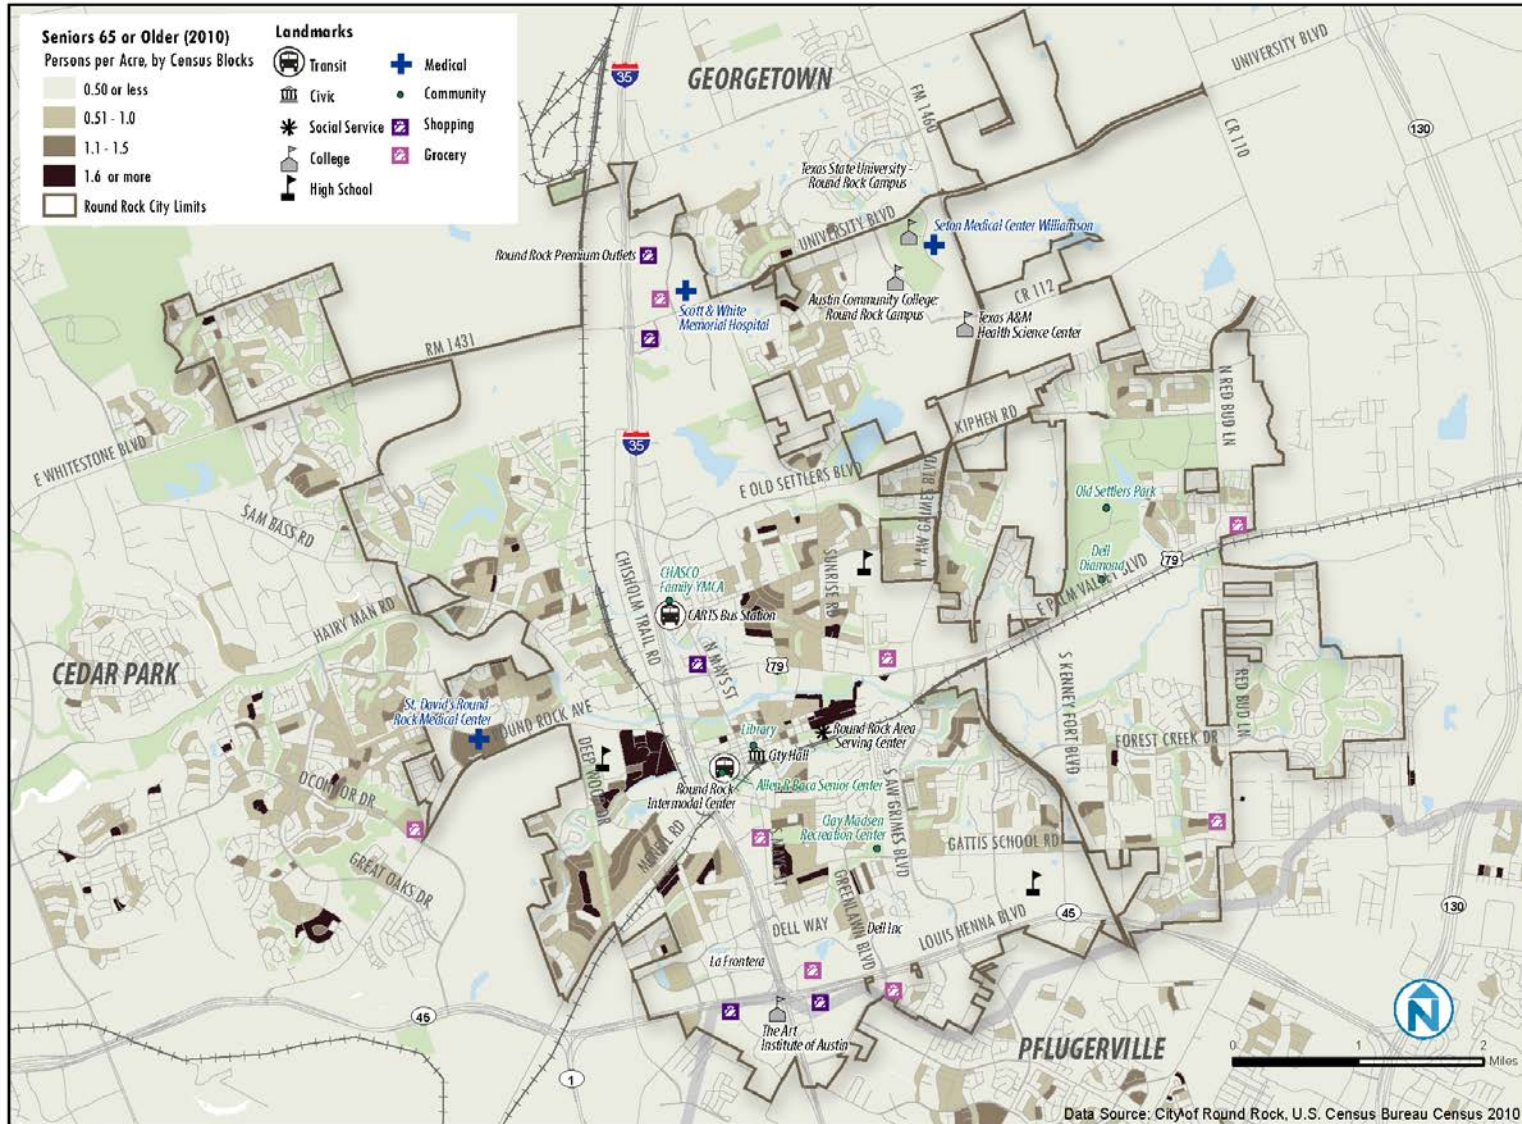 Seniors 65 or Older (2010)
Persons per Acre, by Census Blocks
0.50 or less
0.51 - 1.0
1.1 - 1.5
1.6 or more
Round Rock City Limits
Landmarks
Transit
Civic
Social Service
College
High School
Medical
Community
Shopping
Grocery
35
GEORGETOWN
FM 1460
UNIVERSITY BLVD
CR 110
130
Texas State University -
Round Rock Campus
UNIVERSITY BLVD
Seton Medical Center Williamson
Round Rock Premium Outlets
Scott & White
Memorial Hospital
Austin Community College:
Round Rock Campus
CR 112
Texas A&M
Health Science Center
RM 1431
N RED BUD LN
KIPHEN RD
35
E WHITESTONE BLVD
E OLD SETTLERS BLVD
N AW GRIMES BLVD
Old Settlers Park
SAM BASS RD
CHISHOLM TRAIL RD
SUNRISE RD
Dell
Diamond
79
E PALM VALLEY BLVD
CHASCO
Family YMCA
CARTS Bus Station
HAIRY MAN RD
N MAYS ST
79
CEDAR PARK
S KENNEY FORT BLVD
RED BUD LN
St. David's Round
Rock Medical Center
ROUND ROCK AVE
Library
Round Rock Area
Serving Center
City Hall
FOREST CREEK DR
DEEP WOOD DR
OCONNOR DR
Round Rock
Intermodal Center
Allen R Baca Senior Center
S AW GRIMES BLVD
Clay Madsen
Recreation Center
MCNEIL RD
S MAYS ST
GATTIS SCHOOL RD
GREAT OAKS DR
GREENLAWN BLVD
DELL WAY
Dell Inc
LOUIS HENNA BLVD
45
130
La Frontera
45
The Art
Institute of Austin
PFLUGERVILLE
1
N
0 1 2
Miles
Data Source: City of Round Rock, U.S. Census Bureau Census 2010